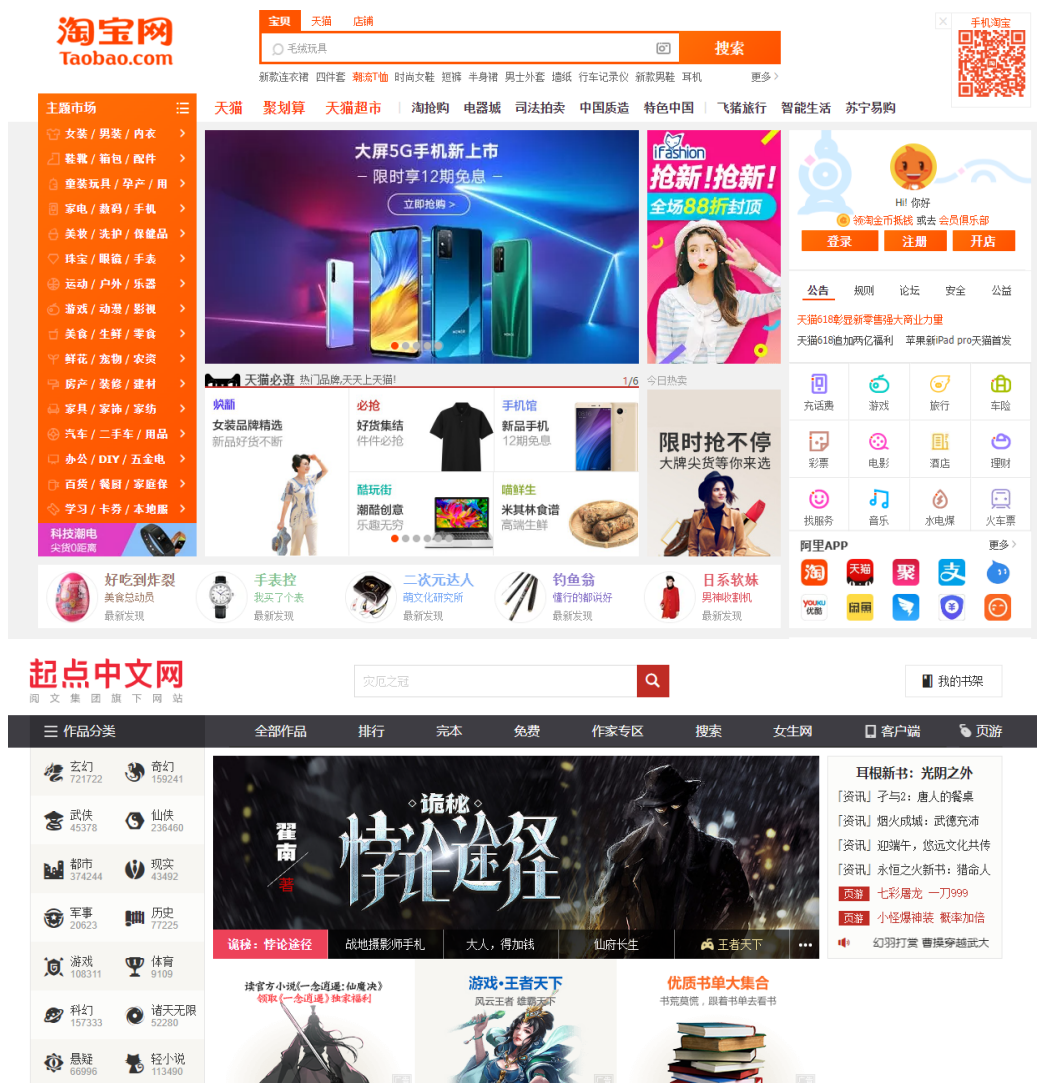 淘宝网
Taobao.com
宝贝 天猫 店铺
毛绒玩具
搜索
新款连衣裙 四件套 潮流T恤 时尚女鞋 短裤 半身裙 男士外套 墙纸 行车记录仪 新款男鞋 耳机 更多 >
手机淘宝
主题市场
天猫 聚划算 天猫超市 淘抢购 电器城 司法拍卖 中国质造 特色中国 飞猪旅行 智能生活 苏宁易购
女装 / 男装 / 内衣
鞋靴 / 箱包 / 配件
童装玩具 / 孕产 / 用
家电 / 数码 / 手机
美妆 / 洗护 / 保健品
珠宝 / 眼镜 / 手表
运动 / 户外 / 乐器
游戏 / 动漫 / 影视
美食 / 生鲜 / 零食
鲜花 / 宠物 / 农资
房产 / 装修 / 建材
家具 / 家饰 / 家纺
汽车 / 二手车 / 用品
办公 / DIY / 五金电
百货 / 餐厨 / 家庭保
学习 / 卡券 / 本地服
科技潮电
尖货0距离
大屏5G手机新上市
— 限时享12期免息 —
立即抢购 >
HONOR
iFashion
抢新!抢新!
全场88折封顶
Hi! 你好
领淘金币抵钱 或去 会员俱乐部
登录 注册 开店
公告 规则 论坛 安全 公益
天猫618彰显新零售强大商业力量
天猫618追加两亿福利 苹果新iPad pro天猫首发
充话费 游戏 旅行 车险
彩票 电影 酒店 理财
找服务 音乐 水电煤 火车票
阿里APP 更多 >
淘 天猫 聚 支
YOUKU
优酷
天猫必逛 热门品牌,天天上天猫! 1/6
今日热卖
焕新
女装品牌精选
新品好货不断
必抢
好货集结
件件必抢
手机馆
新品手机
12期免息
酷玩街
潮酷创意
乐趣无穷
喵鲜生
米其林食谱
高端生鲜
限时抢不停
大牌尖货等你来选
好吃到炸裂
美食总动员
最新发现
手表控
我买了个表
最新发现
二次元达人
萌文化研究所
最新发现
钓鱼翁
懂行的都说好
最新发现
日系软妹
男神收割机
最新发现
起点中文网
阅文集团旗下网站
灾厄之冠
我的书架
作品分类 全部作品 排行 完本 免费 作家专区 搜索 女生网 客户端 页游
玄幻 721722
奇幻 159241
武侠 45378
仙侠 236460
都市 374244
现实 43492
军事 20623
历史 77225
游戏 108311
体育 9109
科幻 157333
诸天无限 52280
悬疑 66996
轻小说 113490
诡秘
悖论途径
翟南
著
诡秘：悖论途径 战地摄影师手札 大人，得加钱 仙府长生 王者天下 •••
耳根新书：光阴之外
「资讯」孑与2：唐人的餐桌
「资讯」烟火成城：武德充沛
「资讯」迎端午，悠远文化共传
「资讯」永恒之火新书：猎命人
页游 七彩屠龙 一刀999
页游 小怪爆神装 概率加倍
幻羽打赏 曹操穿越武大
读官方小说《一念逍遥:仙魔决》
领取《一念逍遥》独家福利
游戏•王者天下
风云王者 雄霸天下
优质书单大集合
书荒莫慌，跟着书单去看书